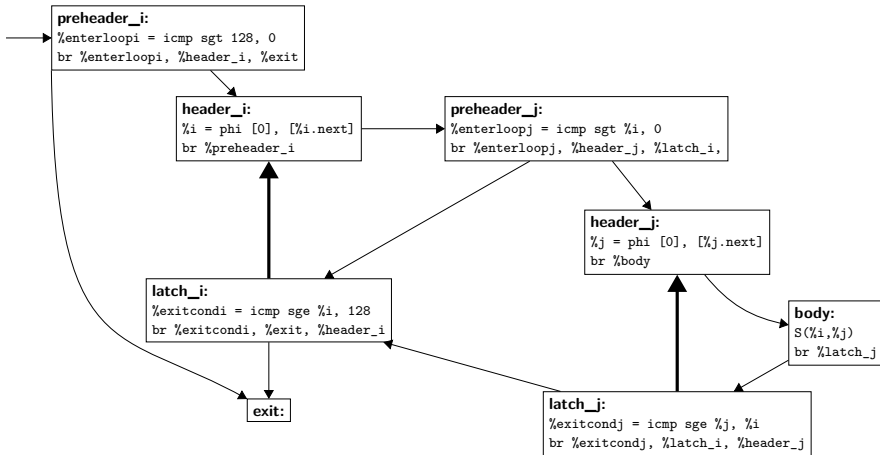 preheader_i:
%enterloopi = icmp sgt 128, 0
br %enterloopi, %header_i, %exit
header_i:
%i = phi [0], [%i.next]
br %preheader_i
preheader_j:
%enterloopj = icmp sgt %i, 0
br %enterloopj, %header_j, %latch_i,
header_j:
%j = phi [0], [%j.next]
br %body
latch_i:
%exitcondi = icmp sge %i, 128
br %exitcondi, %exit, %header_i
body:
S(%i,%j)
br %latch_j
exit:
latch_j:
%exitcondj = icmp sge %j, %i
br %exitcondj, %latch_i, %header_j